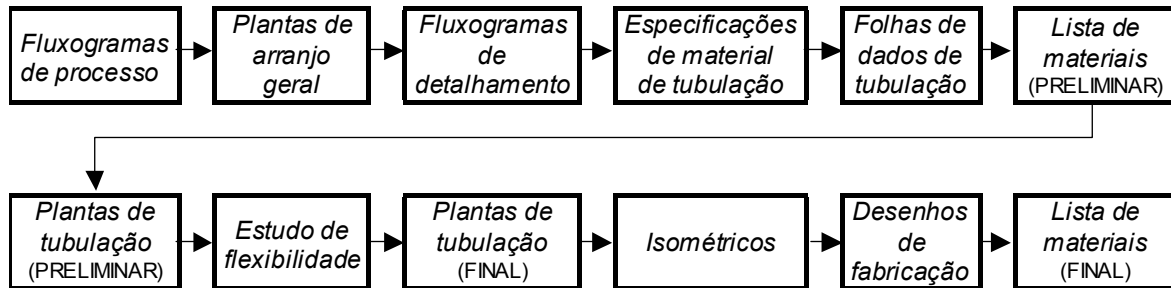 Fluxogramas
de processo
Plantas de
arranjo
geral
Fluxogramas
de
detalhamento
Especificações
de material
de tubulação
Folhas de
dados de
tubulação
Lista de
materiais
(PRELIMINAR)
Plantas de
tubulação
(PRELIMINAR)
Estudo de
flexibilidade
Plantas de
tubulação
(FINAL)
Isométricos
Desenhos
de
fabricação
Lista de
materiais
(FINAL)